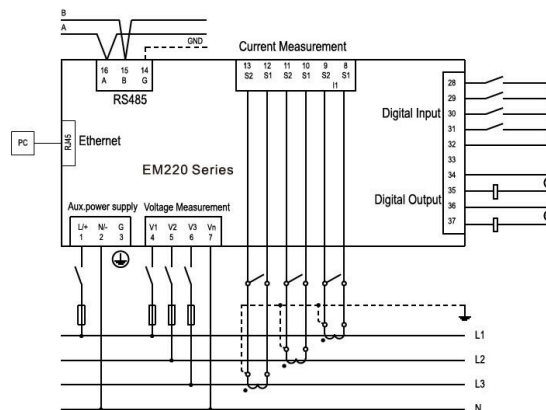 B
A
GND
Current Measurement
16 15 14
A B G
RS485
13 12 11 10 9 8
S2 S1 S2 S1 S2 S1
I1
28
29
30
31
32
33
34
35
36
37
Digital Input
Digital Output
PC
RJ45
Ethernet
EM220 Series
Aux.power supply
Voltage Measurement
L/+ N/- G
1 2 3
V1 V2 V3 Vn
4 5 6 7
L1
L2
L3
N